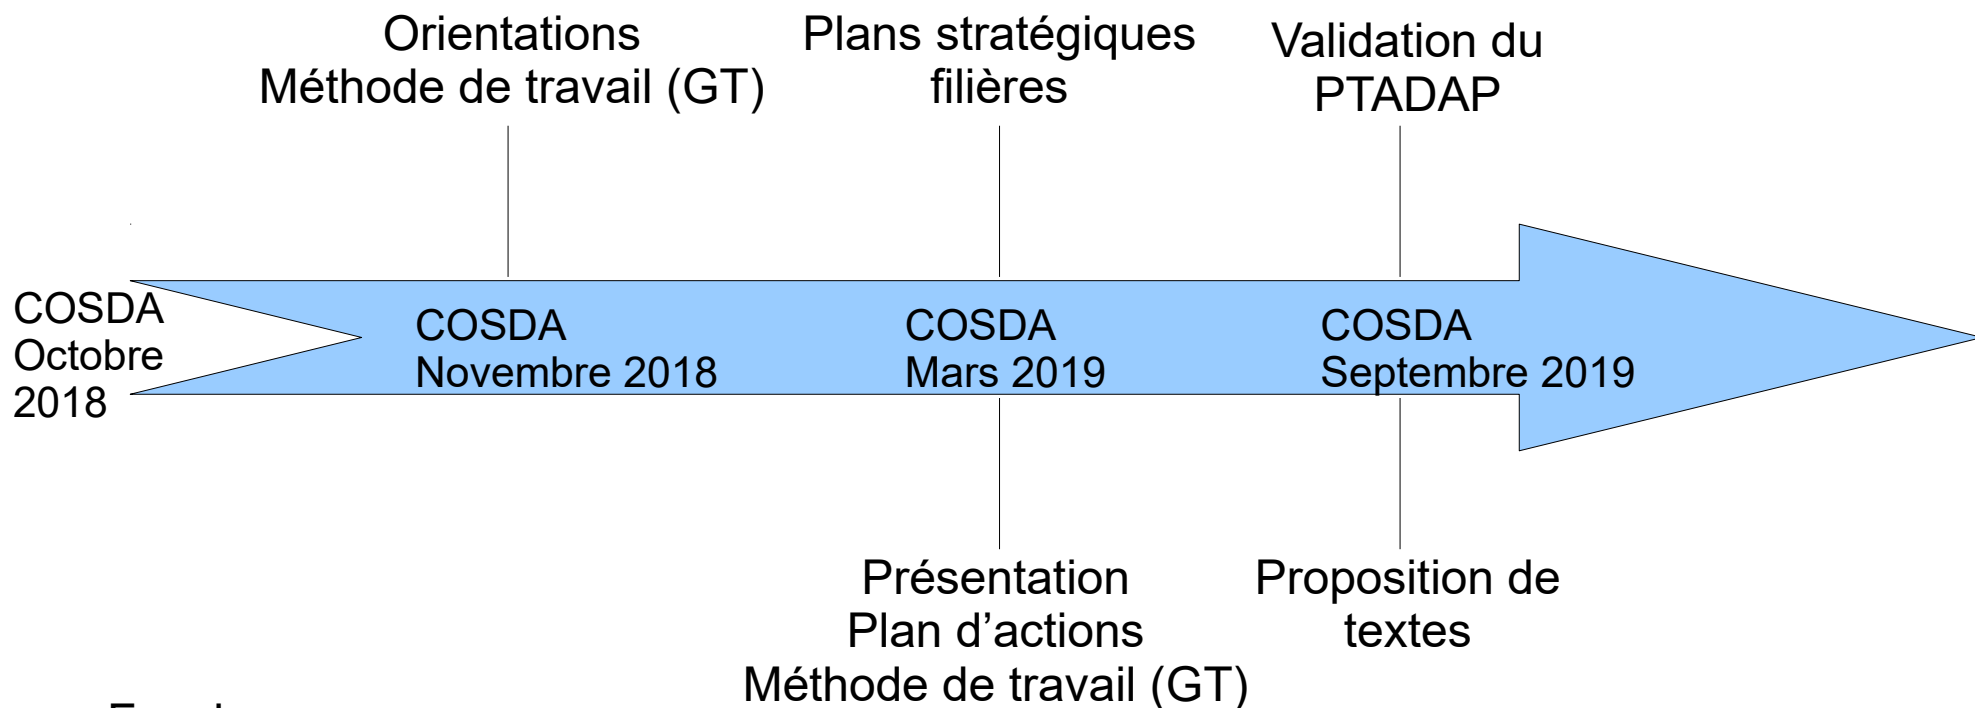 Orientations
Méthode de travail (GT)
Plans stratégiques
filières
Validation du
PTADAP
COSDA
Octobre
2018
COSDA
Novembre 2018
COSDA
Mars 2019
COSDA
Septembre 2019
Présentation
Plan d’actions
Méthode de travail (GT)
Proposition de
textes